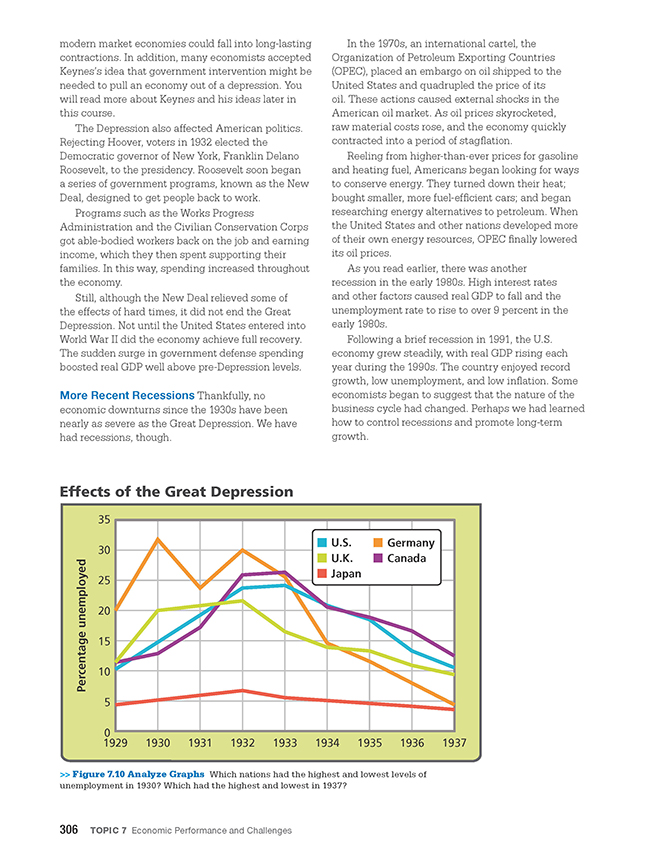 modern market economies could fall into long-lasting
contractions. In addition, many economists accepted
Keynes's idea that government intervention might be
needed to pull an economy out of a depression. You
will read more about Keynes and his ideas later in
this course.
The Depression also affected American politics.
Rejecting Hoover, voters in 1932 elected the
Democratic governor of New York, Franklin Delano
Roosevelt, to the presidency. Roosevelt soon began
a series of government programs, known as the New
Deal, designed to get people back to work.
Programs such as the Works Progress
Administration and the Civilian Conservation Corps
got able-bodied workers back on the job and earning
income, which they then spent supporting their
families. In this way, spending increased throughout
the economy.
Still, although the New Deal relieved some of
the effects of hard times, it did not end the Great
Depression. Not until the United States entered into
World War II did the economy achieve full recovery.
The sudden surge in government defense spending
boosted real GDP well above pre-Depression levels.
More Recent Recessions Thankfully, no
economic downturns since the 1930s have been
nearly as severe as the Great Depression. We have
had recessions, though.
In the 1970s, an international cartel, the
Organization of Petroleum Exporting Countries
(OPEC), placed an embargo on oil shipped to the
United States and quadrupled the price of its
oil. These actions caused external shocks in the
American oil market. As oil prices skyrocketed,
raw material costs rose, and the economy quickly
contracted into a period of stagflation.
Reeling from higher-than-ever prices for gasoline
and heating fuel, Americans began looking for ways
to conserve energy. They turned down their heat;
bought smaller, more fuel-efficient cars; and began
researching energy alternatives to petroleum. When
the United States and other nations developed more
of their own energy resources, OPEC finally lowered
its oil prices.
As you read earlier, there was another
recession in the early 1980s. High interest rates
and other factors caused real GDP to fall and the
unemployment rate to rise to over 9 percent in the
early 1980s.
Following a brief recession in 1991, the U.S.
economy grew steadily, with real GDP rising each
year during the 1990s. The country enjoyed record
growth, low unemployment, and low inflation. Some
economists began to suggest that the nature of the
business cycle had changed. Perhaps we had learned
how to control recessions and promote long-term
growth.
Effects of the Great Depression
Percentage unemployed
35
30
25
20
15
10
5
0
U.S. Germany
U.K. Canada
Japan
1929 1930 1931 1932 1933 1934 1935 1936 1937
>> Figure 7.10 Analyze Graphs Which nations had the highest and lowest levels of
unemployment in 1930? Which had the highest and lowest in 1937?
306 TOPIC 7 Economic Performance and Challenges